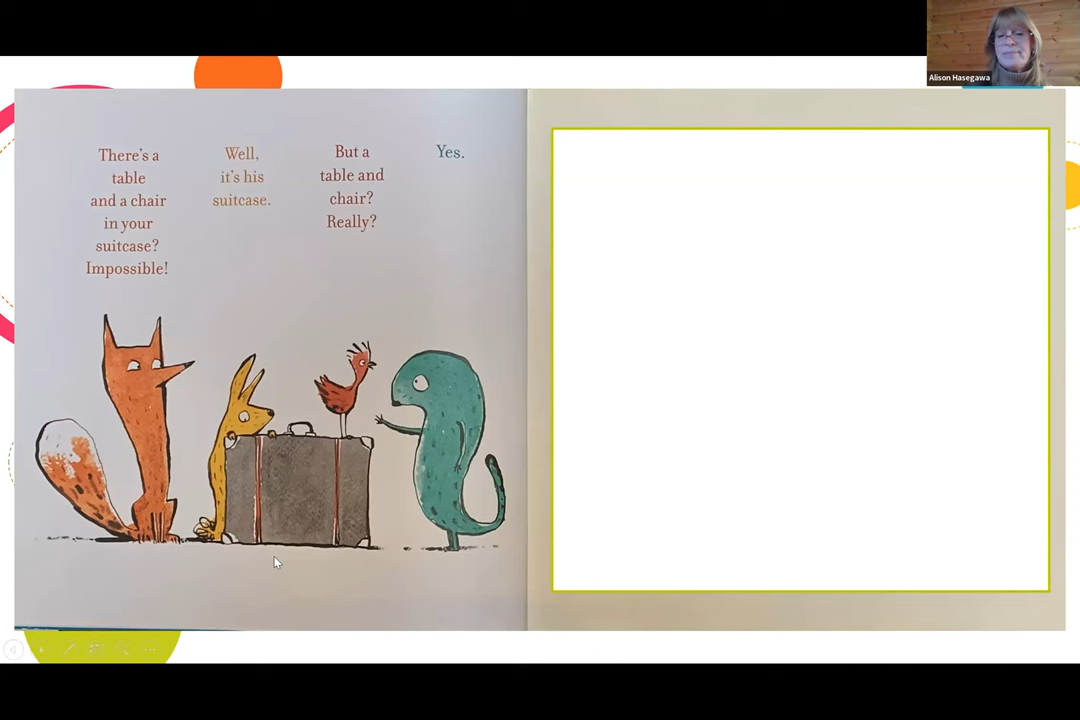 Alison Hasegawa
There's a
table
and a chair
in your
suitcase?
Impossible!
Well,
it's his
suitcase.
But a
table and
chair?
Really?
Yes.